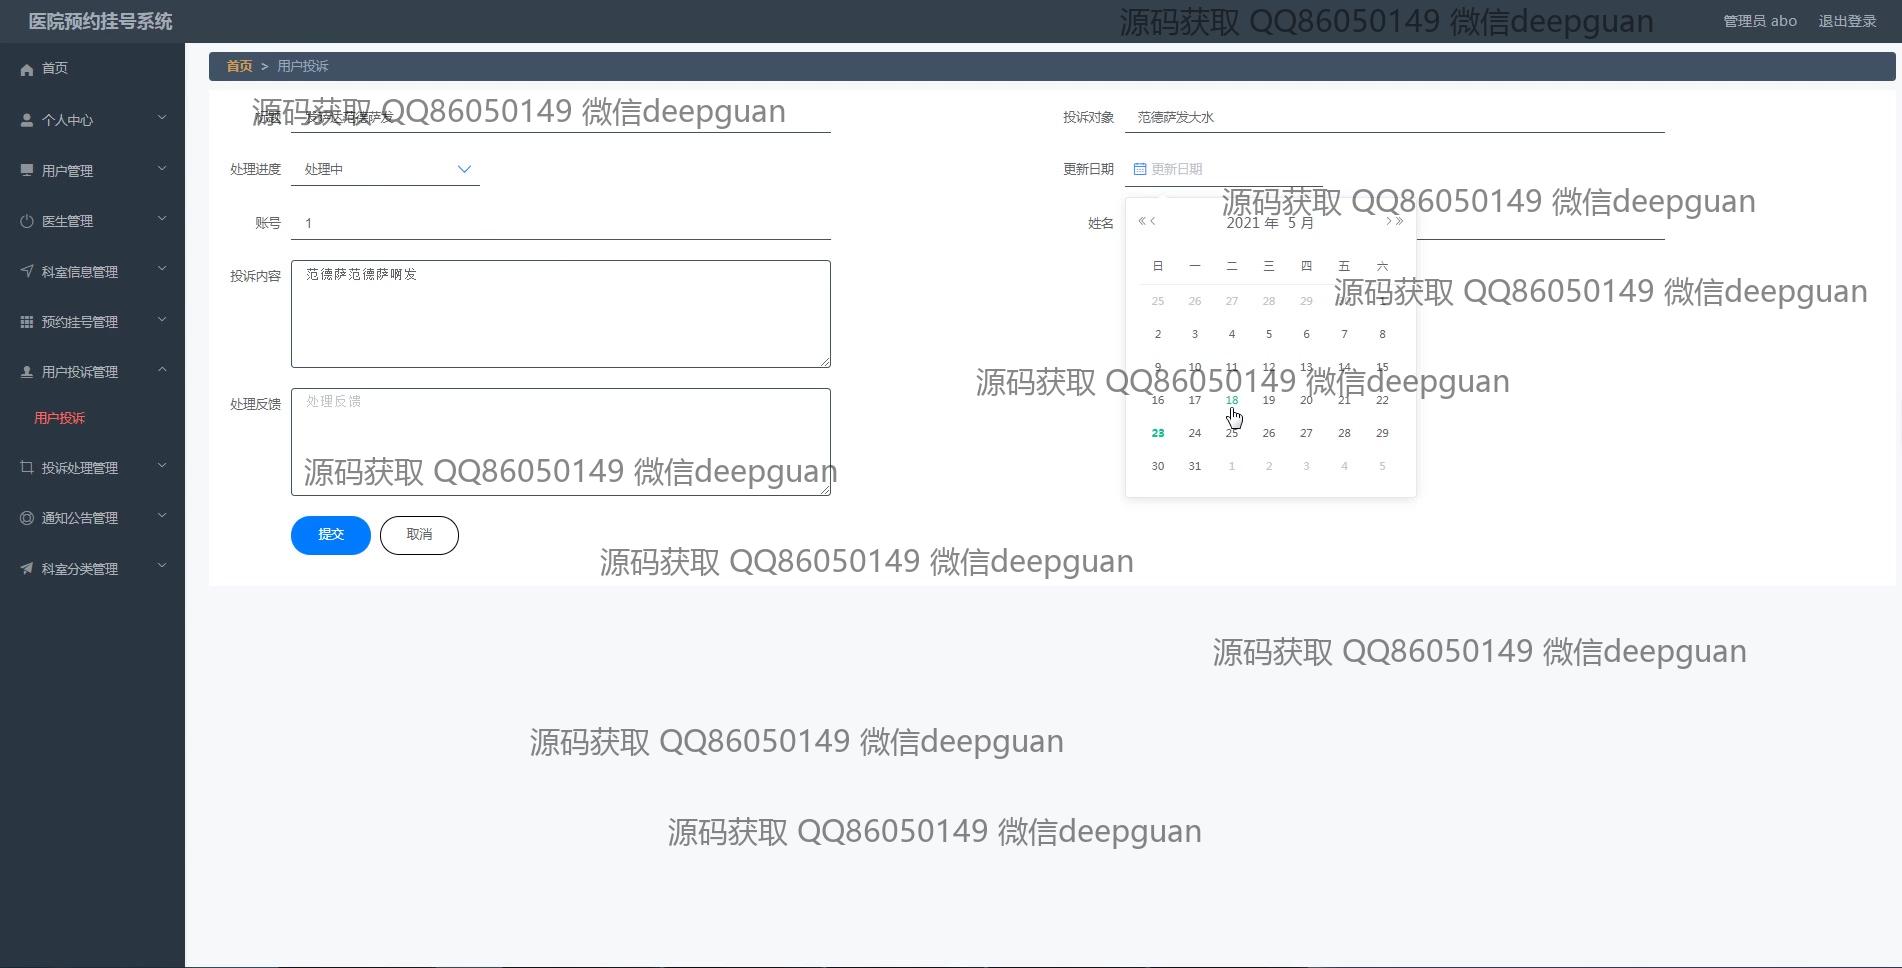 医院预约挂号系统
源码获取 QQ86050149 微信deepguan
管理员 abo
退出登录
首页
个人中心
用户管理
医生管理
科室信息管理
预约挂号管理
用户投诉管理
用户投诉
投诉处理管理
通知公告管理
科室分类管理
首页 > 用户投诉
源码获取 QQ86050149 微信deepguan
投诉对象 范德萨发大水
处理进度 处理中
更新日期 更新日期
源码获取 QQ86050149 微信deepguan
账号 1
姓名
2021 年 5 月
日 一 二 三 四 五 六
源码获取 QQ86050149 微信deepguan
25 26 27 28 29 1
2 3 4 5 6 7 8
9 10 11 12 13 14 15
源码获取 QQ86050149 微信deepguan
16 17 18 19 20 21 22
23 24 25 26 27 28 29
30 31 1 2 3 4 5
投诉内容 范德萨范德萨啊发
处理反馈 处理反馈
源码获取 QQ86050149 微信deepguan
提交 取消
源码获取 QQ86050149 微信deepguan
源码获取 QQ86050149 微信deepguan
源码获取 QQ86050149 微信deepguan
源码获取 QQ86050149 微信deepguan